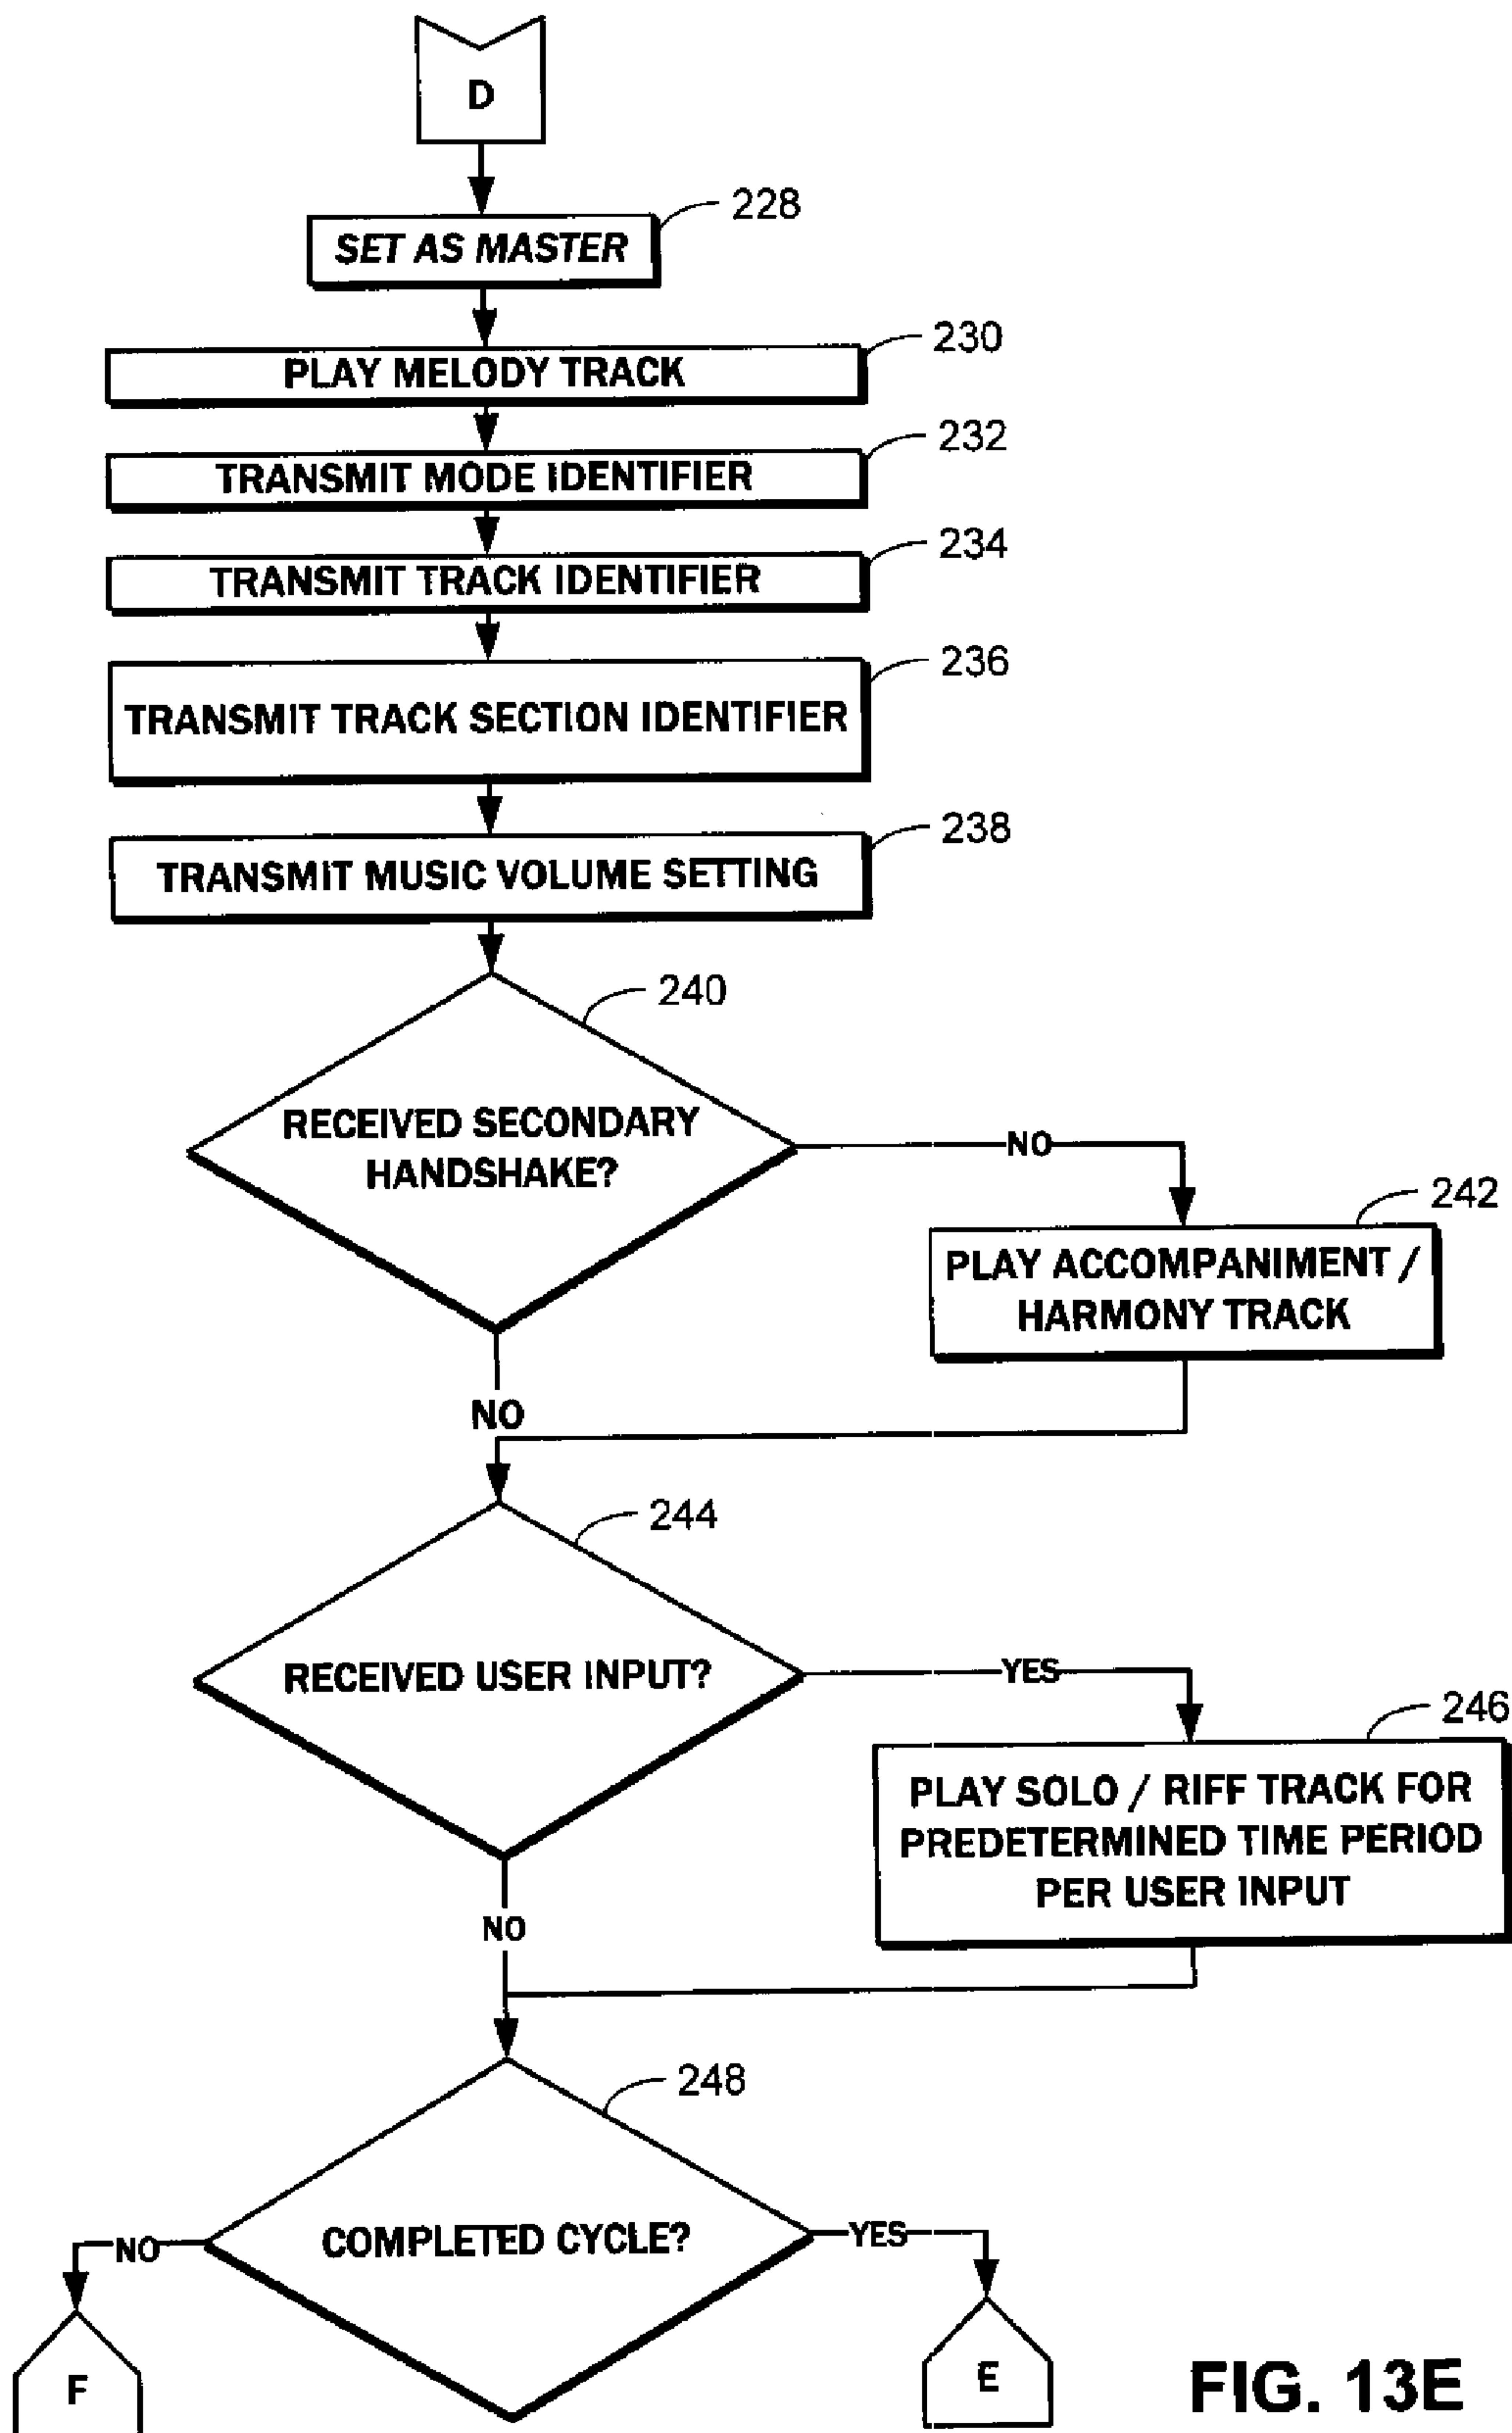 D
228
SET AS MASTER
230
PLAY MELODY TRACK
232
TRANSMIT MODE IDENTIFIER
234
TRANSMIT TRACK IDENTIFIER
236
TRANSMIT TRACK SECTION IDENTIFIER
238
TRANSMIT MUSIC VOLUME SETTING
240
RECEIVED SECONDARY
HANDSHAKE?
NO
242
PLAY ACCOMPANIMENT /
HARMONY TRACK
NO
244
RECEIVED USER INPUT?
YES
246
PLAY SOLO / RIFF TRACK FOR
PREDETERMINED TIME PERIOD
PER USER INPUT
NO
248
COMPLETED CYCLE?
NO
YES
F
E
FIG. 13E